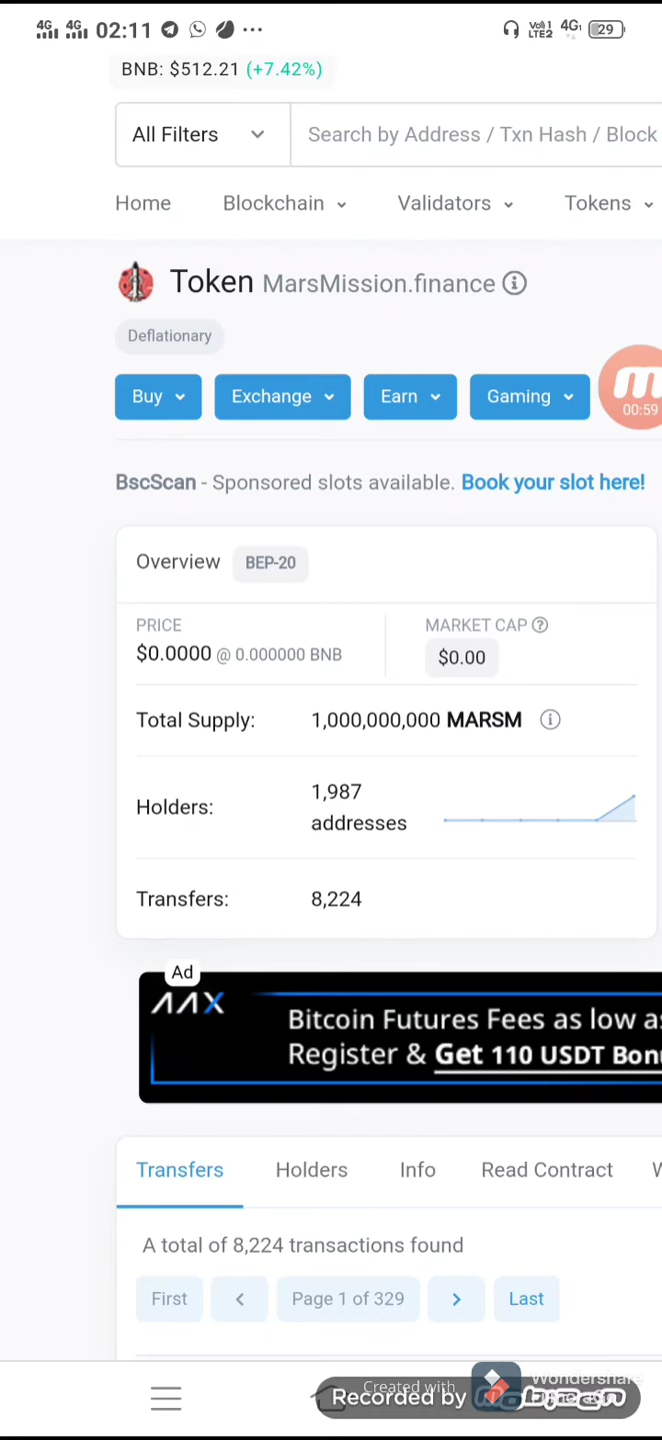 4G 4G 02:11 VoI1 LTE2 4G 29
BNB: $512.21 (+7.42%)
All Filters Search by Address / Txn Hash / Block
Home Blockchain Validators Tokens
Token MarsMission.finance
Deflationary
Buy Exchange Earn Gaming
00:59
BscScan - Sponsored slots available. Book your slot here!
Overview BEP-20
PRICE MARKET CAP
$0.0000 @ 0.000000 BNB $0.00
Total Supply: 1,000,000,000 MARSM
Holders: 1,987
addresses
Transfers: 8,224
Ad
AAX
Bitcoin Futures Fees as low as
Register & Get 110 USDT Bon
Transfers Holders Info Read Contract W
A total of 8,224 transactions found
First Page 1 of 329 Last
Created with Wondershare
Recorded by